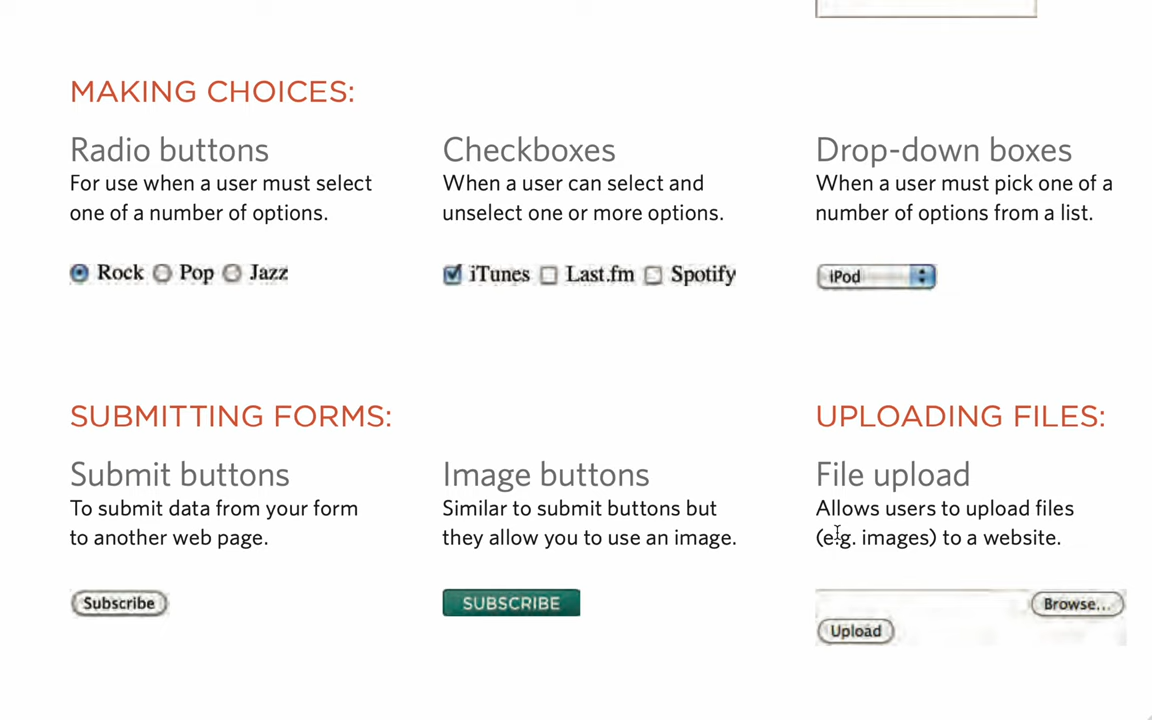 MAKING CHOICES:
Radio buttons
For use when a user must select
one of a number of options.
Rock Pop Jazz
Checkboxes
When a user can select and
unselect one or more options.
iTunes Last.fm Spotify
Drop-down boxes
When a user must pick one of a
number of options from a list.
iPod
SUBMITTING FORMS:
Submit buttons
To submit data from your form
to another web page.
Subscribe
Image buttons
Similar to submit buttons but
they allow you to use an image.
SUBSCRIBE
UPLOADING FILES:
File upload
Allows users to upload files
(e.g. images) to a website.
Browse...
Upload